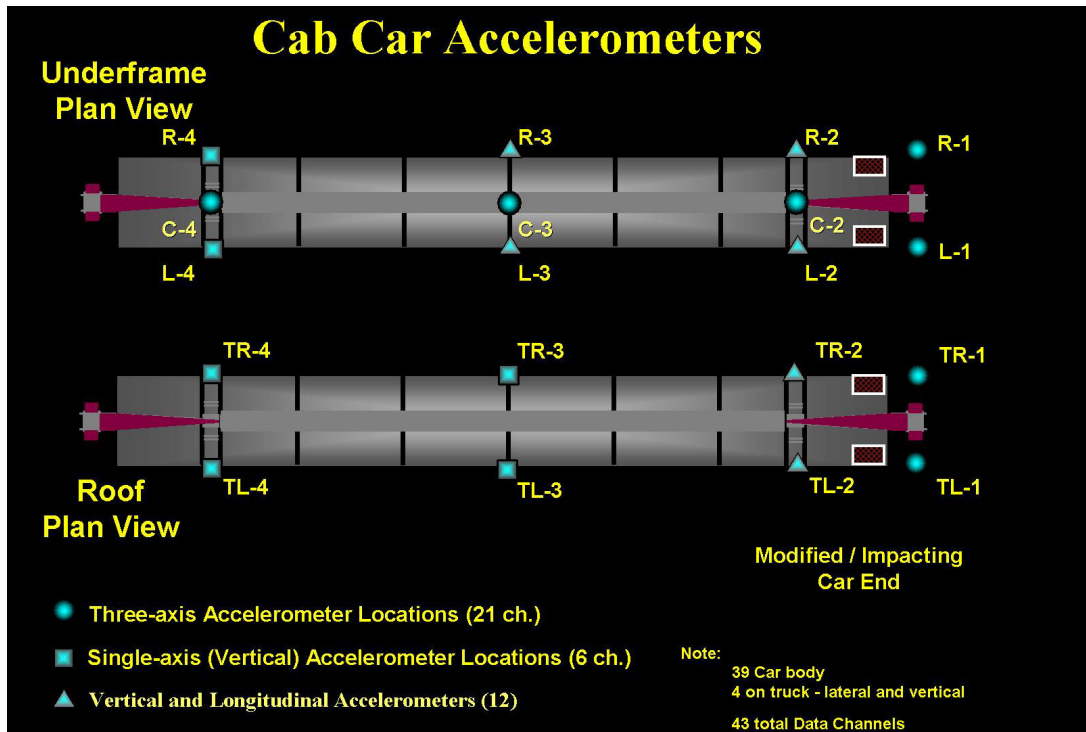 Cab Car Accelerometers
Underframe
Plan View
R-4
R-3
R-2
R-1
C-4
C-3
C-2
L-4
L-3
L-2
L-1
TR-4
TR-3
TR-2
TR-1
TL-4
TL-3
TL-2
TL-1
Roof
Plan View
Modified / Impacting
Car End
Three-axis Accelerometer Locations (21 ch.)
Single-axis (Vertical) Accelerometer Locations (6 ch.)
Vertical and Longitudinal Accelerometers (12)
Note:
39 Car body
4 on truck - lateral and vertical
43 total Data Channels